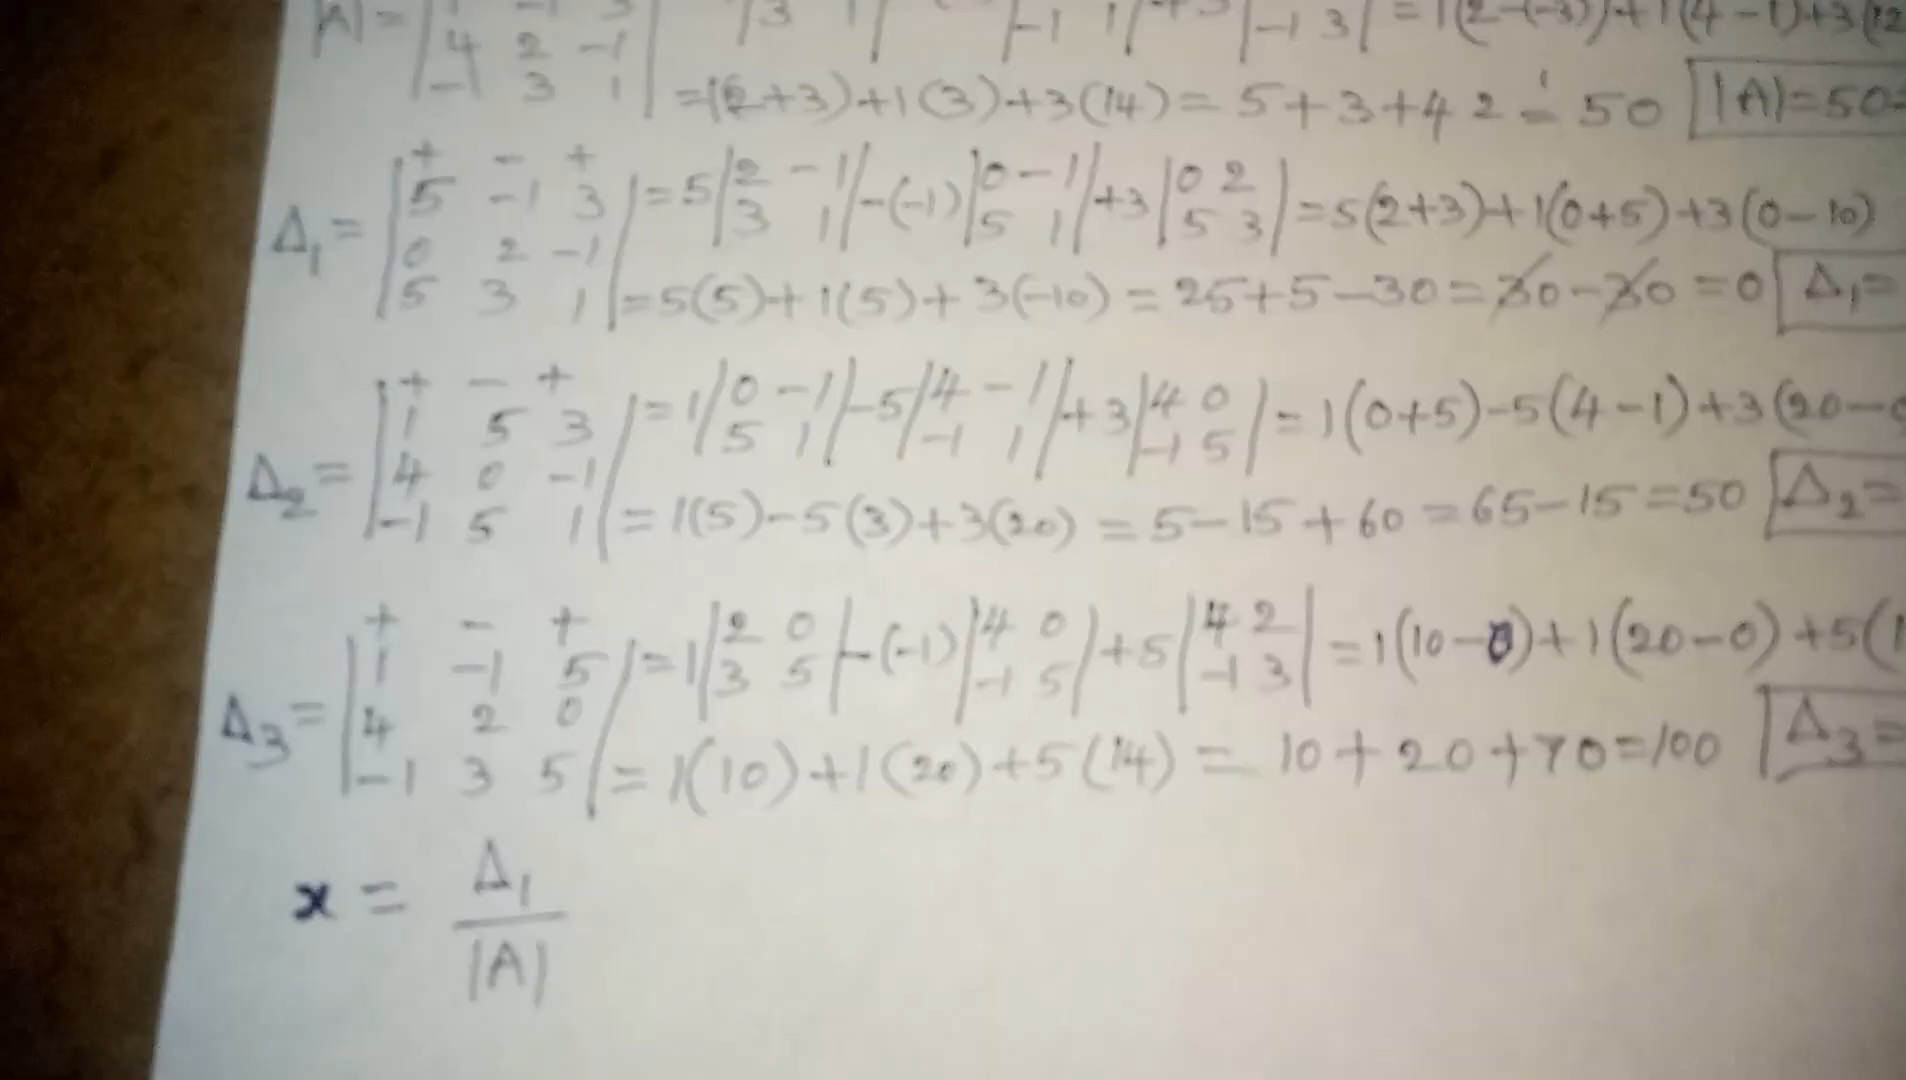 |A| = | 1 -1 3 | | 3 1 | | -1 1 | +3 | -1 3 | = 1(2-(-3))+1(4-1)+3(12
4 2 -1
-1 3 1 = 1(2+3)+1(3)+3(14) = 5+3+42 = 50 |A|=50
+ - +
Δ1 = | 5 -1 3 | = 5 | 2 -1 | -(-1) | 0 -1 | +3 | 0 2 | = 5(2+3)+1(0+5)+3(0-10)
3 1 5 1 5 3
0 2 -1
5 3 1 = 5(5)+1(5)+3(-10) = 25+5-30 = 30-30 = 0 Δ1=
+ - +
Δ2 = | 1 5 3 | = 1 | 0 -1 | -5 | 4 -1 | +3 | 4 0 | = 1(0+5)-5(4-1)+3(20-0
5 1 -1 1 -1 5
4 0 -1
-1 5 1 = 1(5)-5(3)+3(20) = 5-15+60 = 65-15 = 50 Δ2=
+ - +
Δ3 = | 1 -1 5 | = 1 | 2 0 | -(-1) | 4 0 | +5 | 4 2 | = 1(10-0)+1(20-0)+5(1
3 5 -1 5 -1 3
4 2 0
-1 3 5 = 1(10)+1(20)+5(14) = 10+20+70=100 Δ3=
x = Δ1
|A|